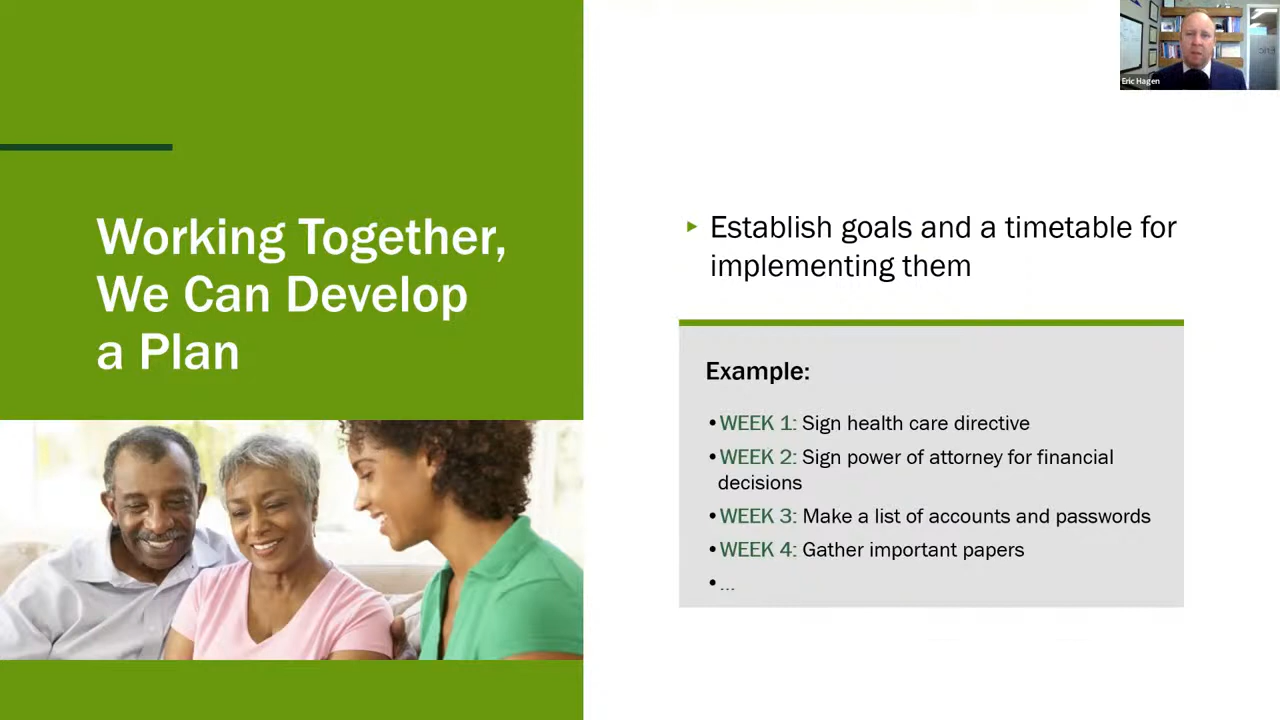 Eric Hagen
Working Together,
We Can Develop
a Plan
Establish goals and a timetable for
implementing them
Example:
•WEEK 1: Sign health care directive
•WEEK 2: Sign power of attorney for financial
decisions
•WEEK 3: Make a list of accounts and passwords
•WEEK 4: Gather important papers
•...